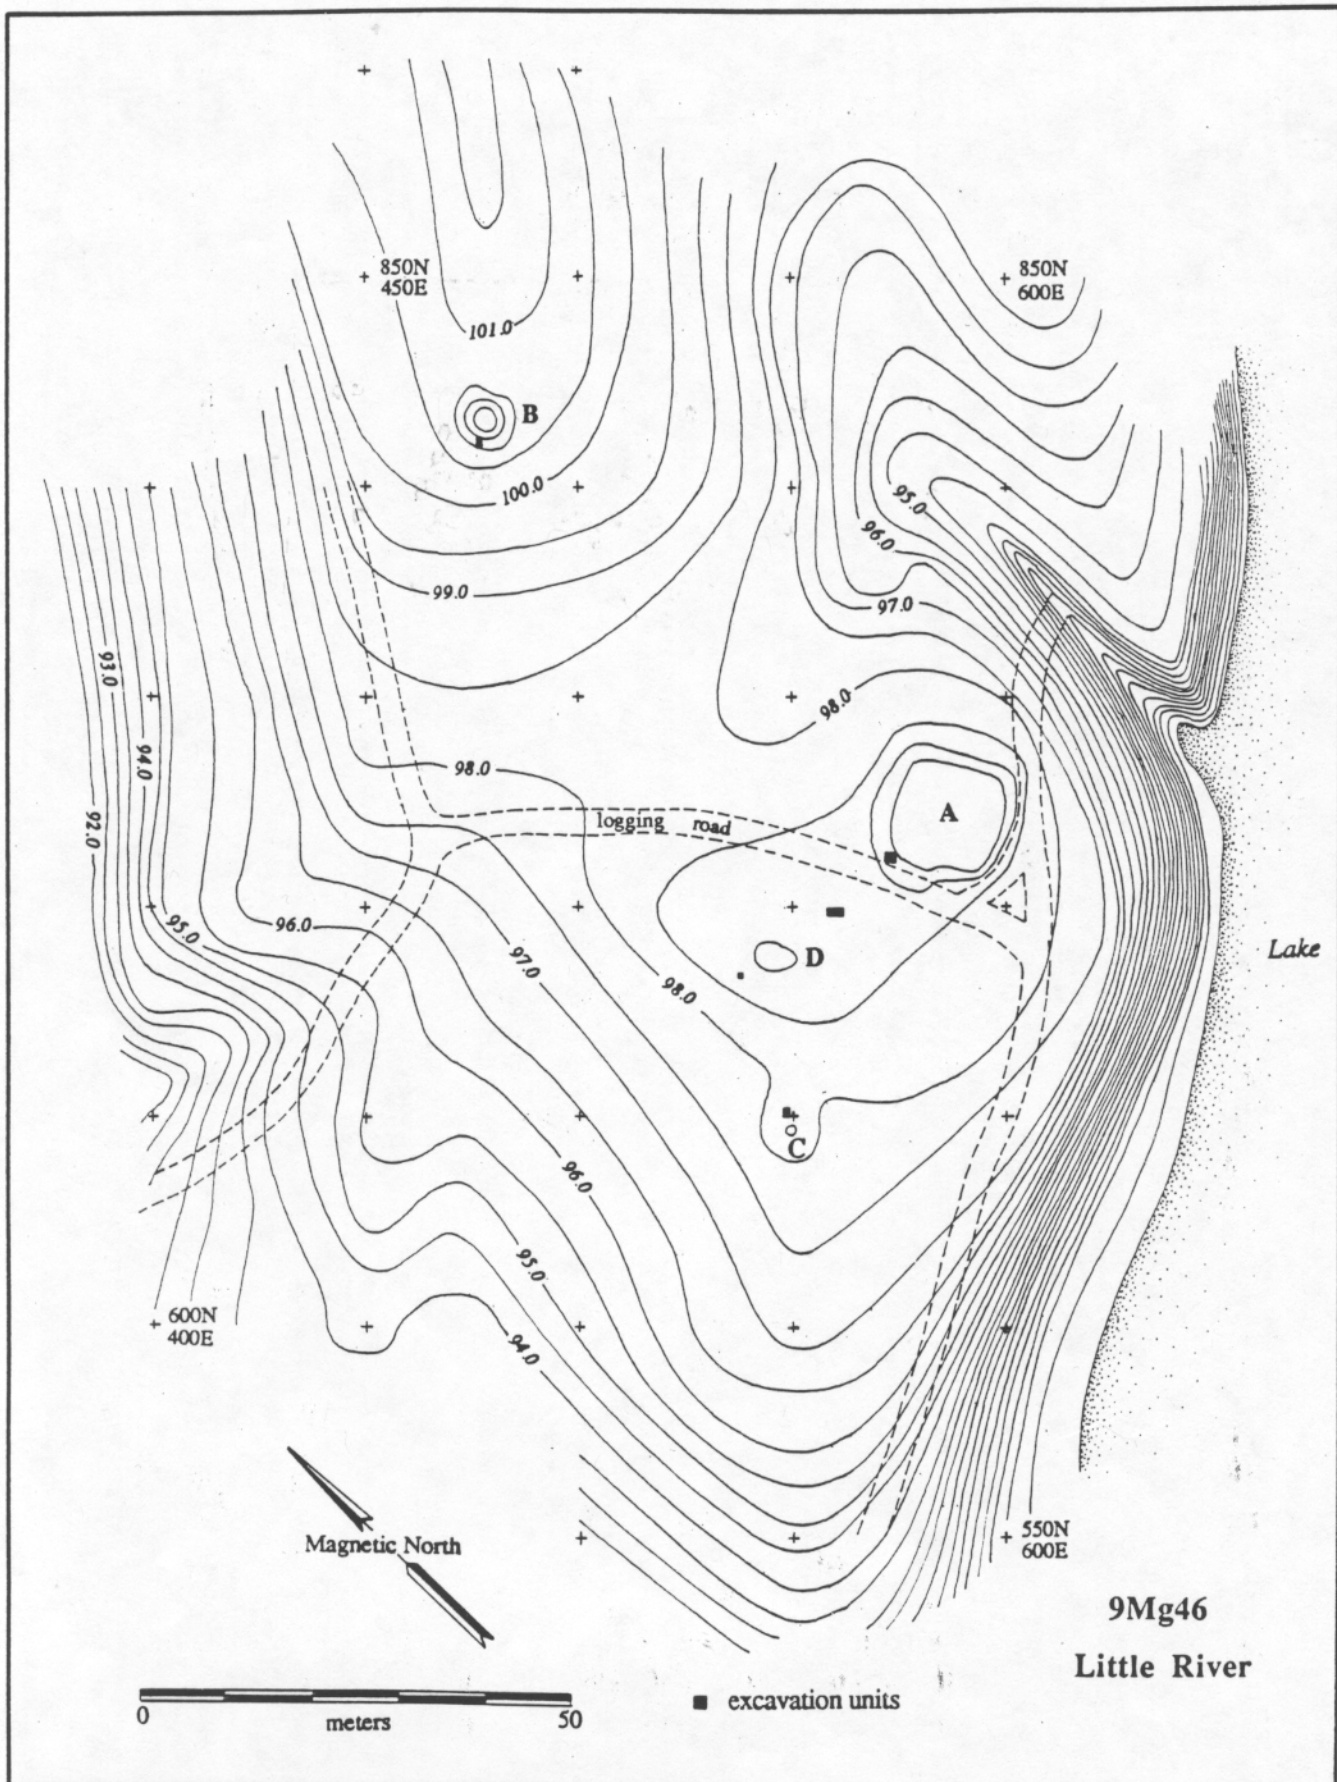 850N
450E
850N
600E
101.0
B
100.0
95.0
96.0
99.0
97.0
93.0
98.0
94.0
98.0
A
92.0
logging road
95.0
96.0
97.0
98.0
D
Lake
C
96.0
95.0
600N
400E
94.0
Magnetic North
550N
600E
9Mg46
Little River
0 meters 50
excavation units